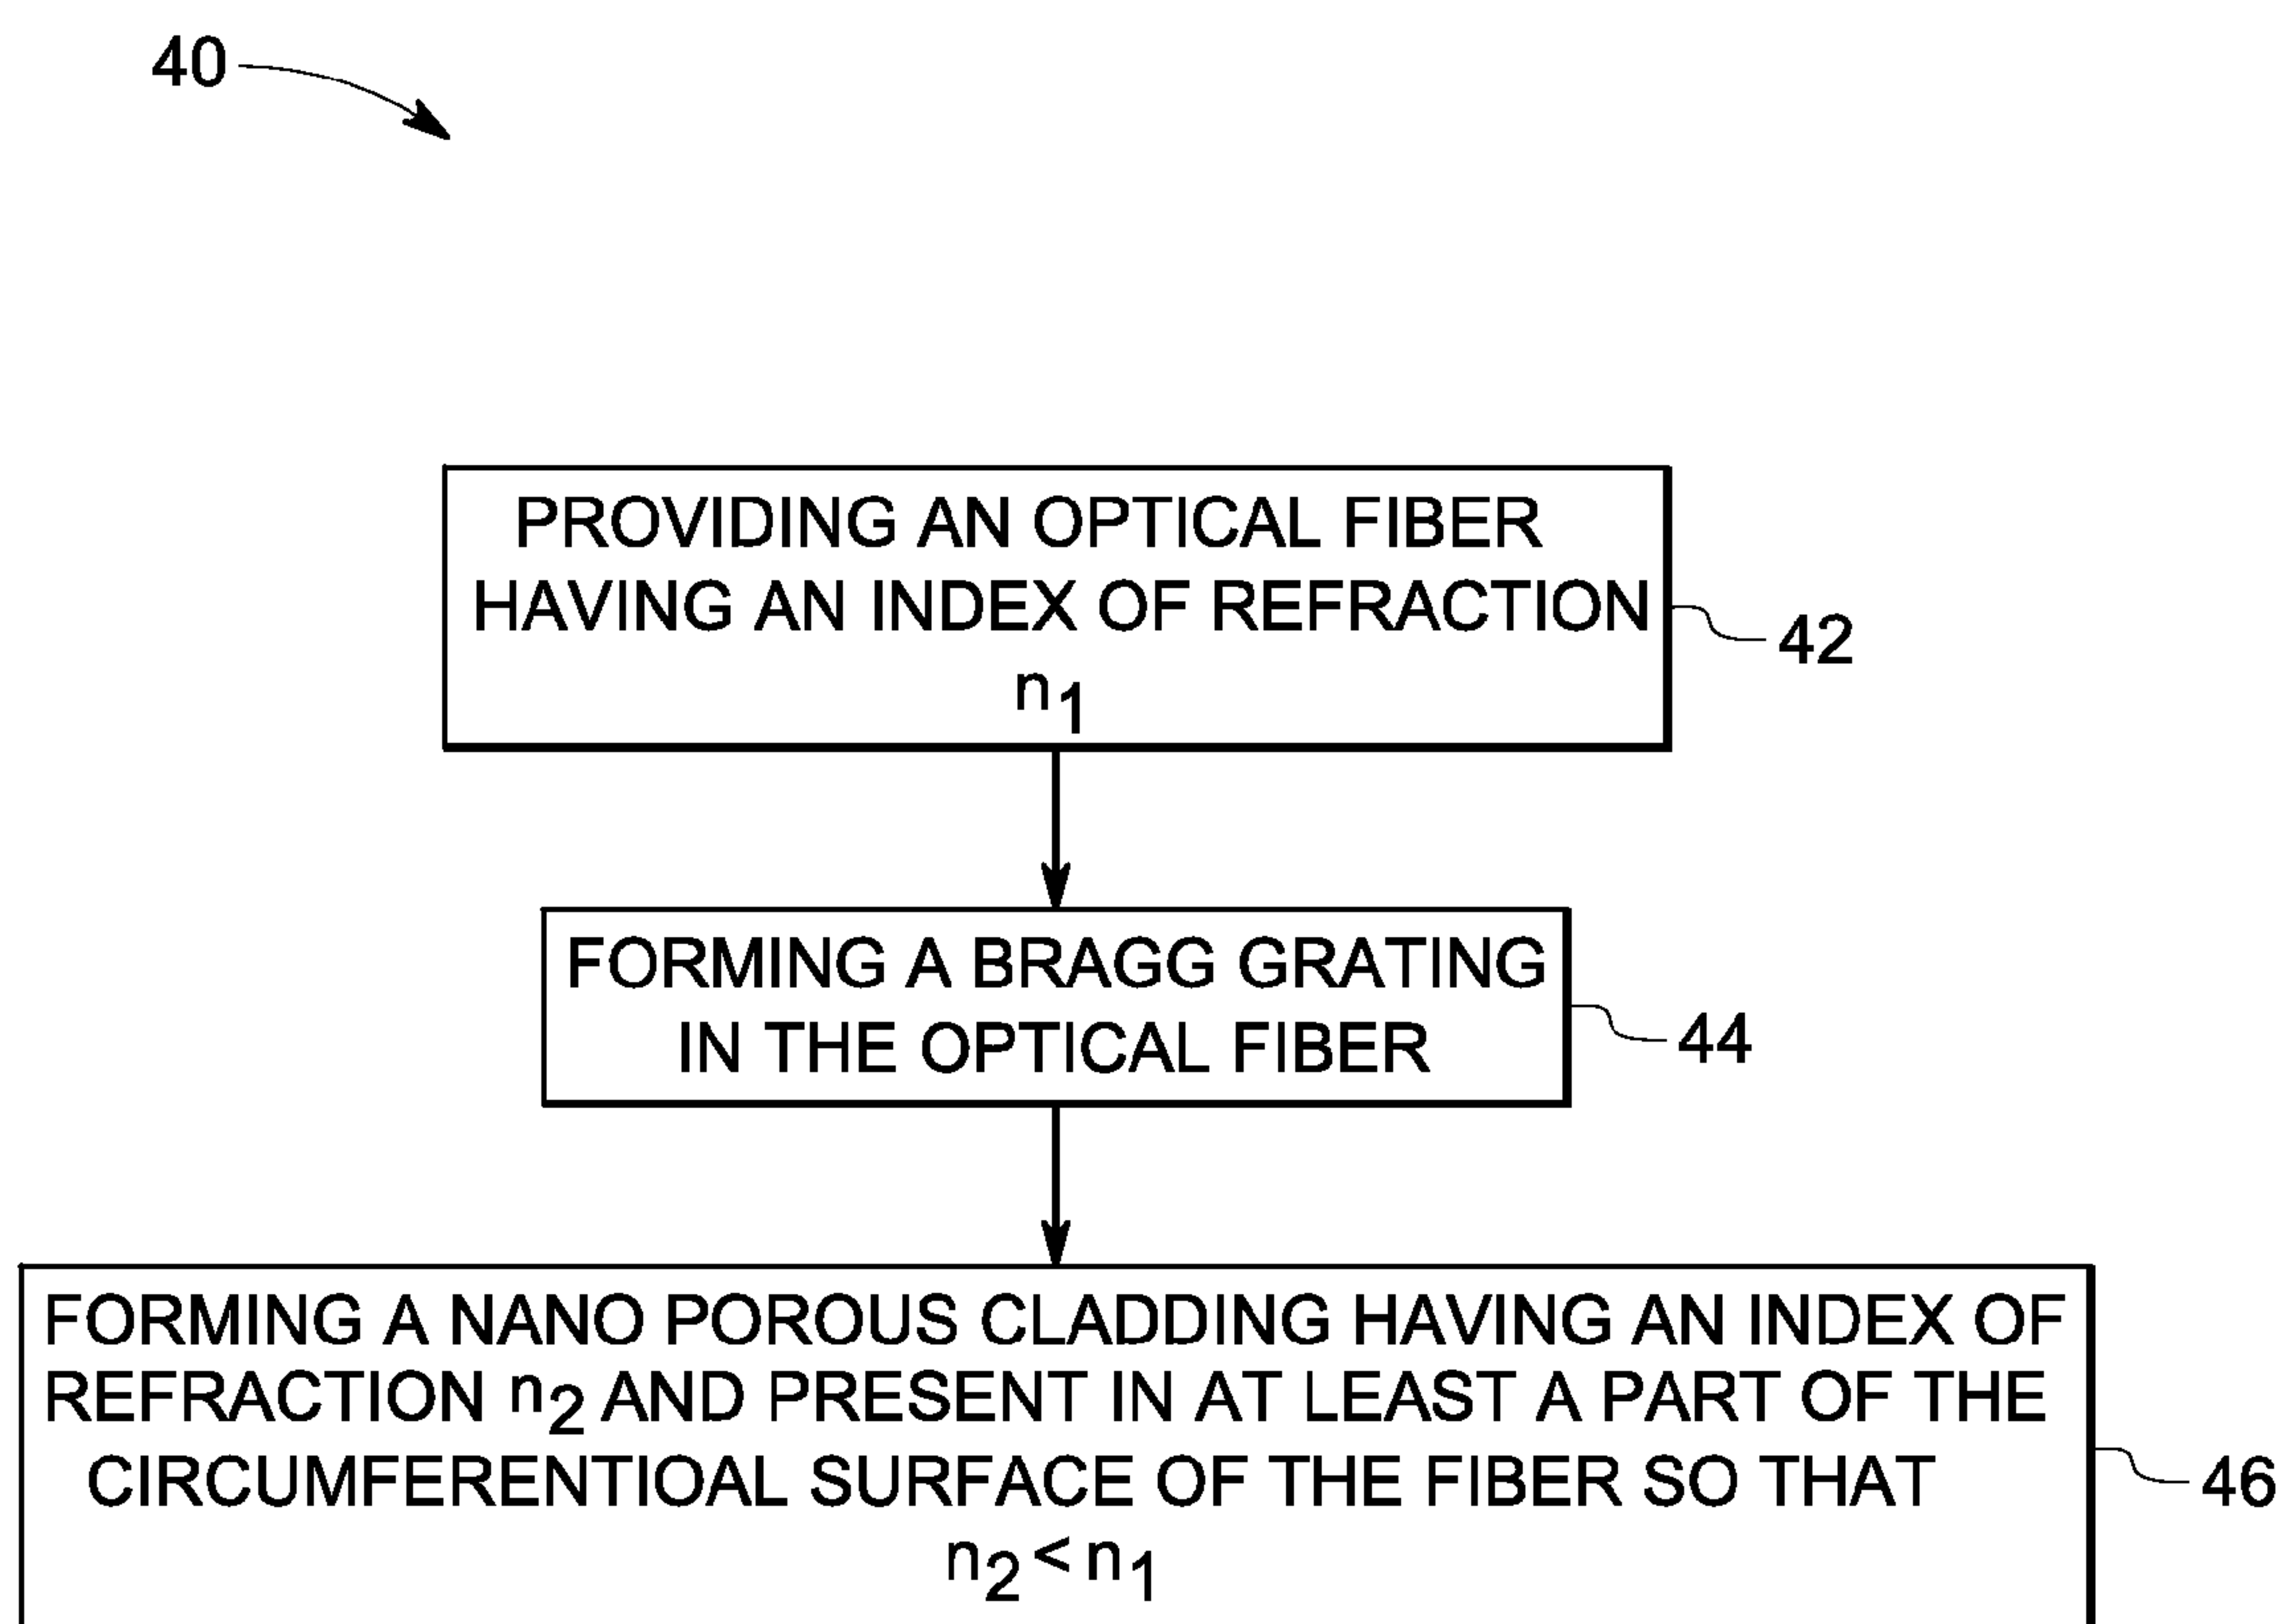 40
PROVIDING AN OPTICAL FIBER
HAVING AN INDEX OF REFRACTION
n1
42
FORMING A BRAGG GRATING
IN THE OPTICAL FIBER
44
FORMING A NANO POROUS CLADDING HAVING AN INDEX OF
REFRACTION n2 AND PRESENT IN AT LEAST A PART OF THE
CIRCUMFERENTIOAL SURFACE OF THE FIBER SO THAT
n2 < n1
46